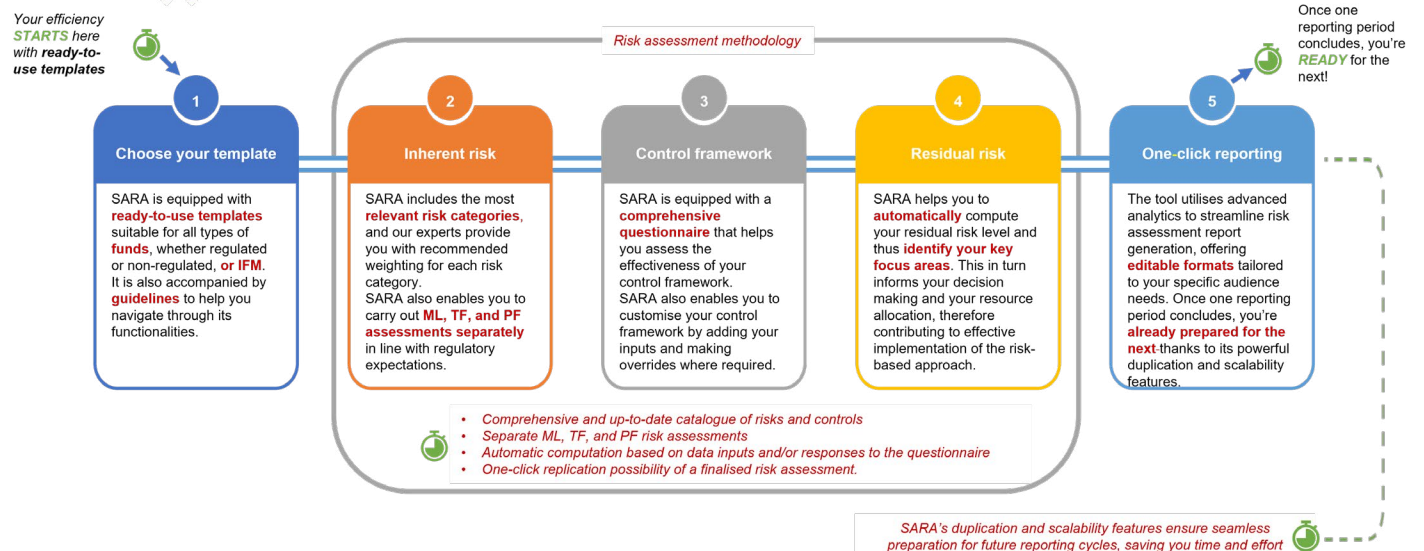 Your efficiency
STARTS here
with ready-to-
use templates
Risk assessment methodology
Once one
reporting period
concludes, you're
READY for the
next!
1
Choose your template
SARA is equipped with
ready-to-use templates
suitable for all types of
funds, whether regulated
or non-regulated, or IFM.
It is also accompanied by
guidelines to help you
navigate through its
functionalities.
2
Inherent risk
SARA includes the most
relevant risk categories,
and our experts provide
you with recommended
weighting for each risk
category.
SARA also enables you to
carry out ML, TF, and PF
assessments separately
in line with regulatory
expectations.
3
Control framework
SARA is equipped with a
comprehensive
questionnaire that helps
you assess the
effectiveness of your
control framework.
SARA also enables you to
customise your control
framework by adding your
inputs and making
overrides where required.
4
Residual risk
SARA helps you to
automatically compute
your residual risk level and
thus identify your key
focus areas. This in turn
informs your decision
making and your resource
allocation, therefore
contributing to effective
implementation of the risk-
based approach.
5
One-click reporting
The tool utilises advanced
analytics to streamline risk
assessment report
generation, offering
editable formats tailored
to your specific audience
needs. Once one reporting
period concludes, you're
already prepared for the
next-thanks to its powerful
duplication and scalability
features.
• Comprehensive and up-to-date catalogue of risks and controls
• Separate ML, TF, and PF risk assessments
• Automatic computation based on data inputs and/or responses to the questionnaire
• One-click replication possibility of a finalised risk assessment.
SARA's duplication and scalability features ensure seamless
preparation for future reporting cycles, saving you time and effort